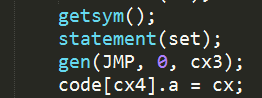 getsym();
statement(set);
gen(JMP, 0, cx3);
code[cx4].a = cx;